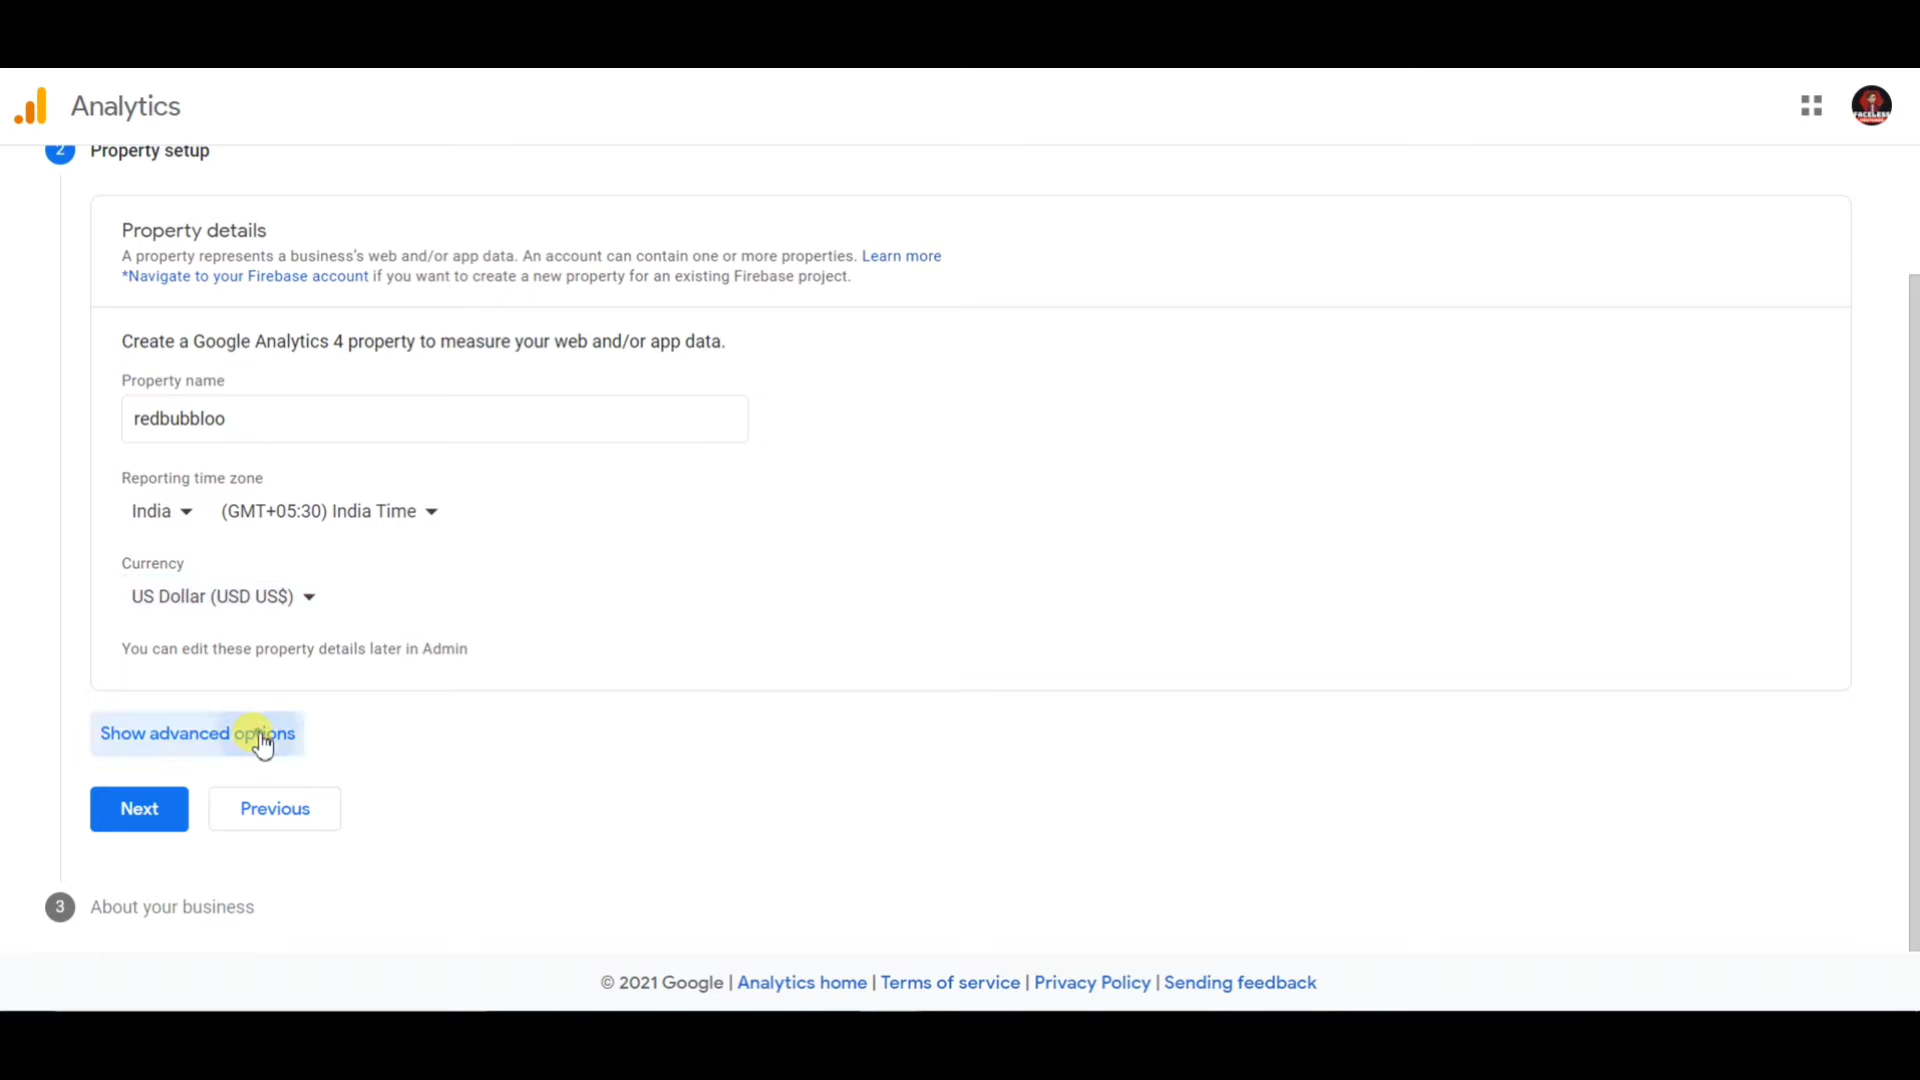 Analytics
FACELESS
2 Property setup
Property details
A property represents a business's web and/or app data. An account can contain one or more properties. Learn more
*Navigate to your Firebase account if you want to create a new property for an existing Firebase project.
Create a Google Analytics 4 property to measure your web and/or app data.
Property name
redbubbloo
Reporting time zone
India (GMT+05:30) India Time
Currency
US Dollar (USD US$)
You can edit these property details later in Admin
Show advanced options
Next Previous
3 About your business
© 2021 Google | Analytics home | Terms of service | Privacy Policy | Sending feedback